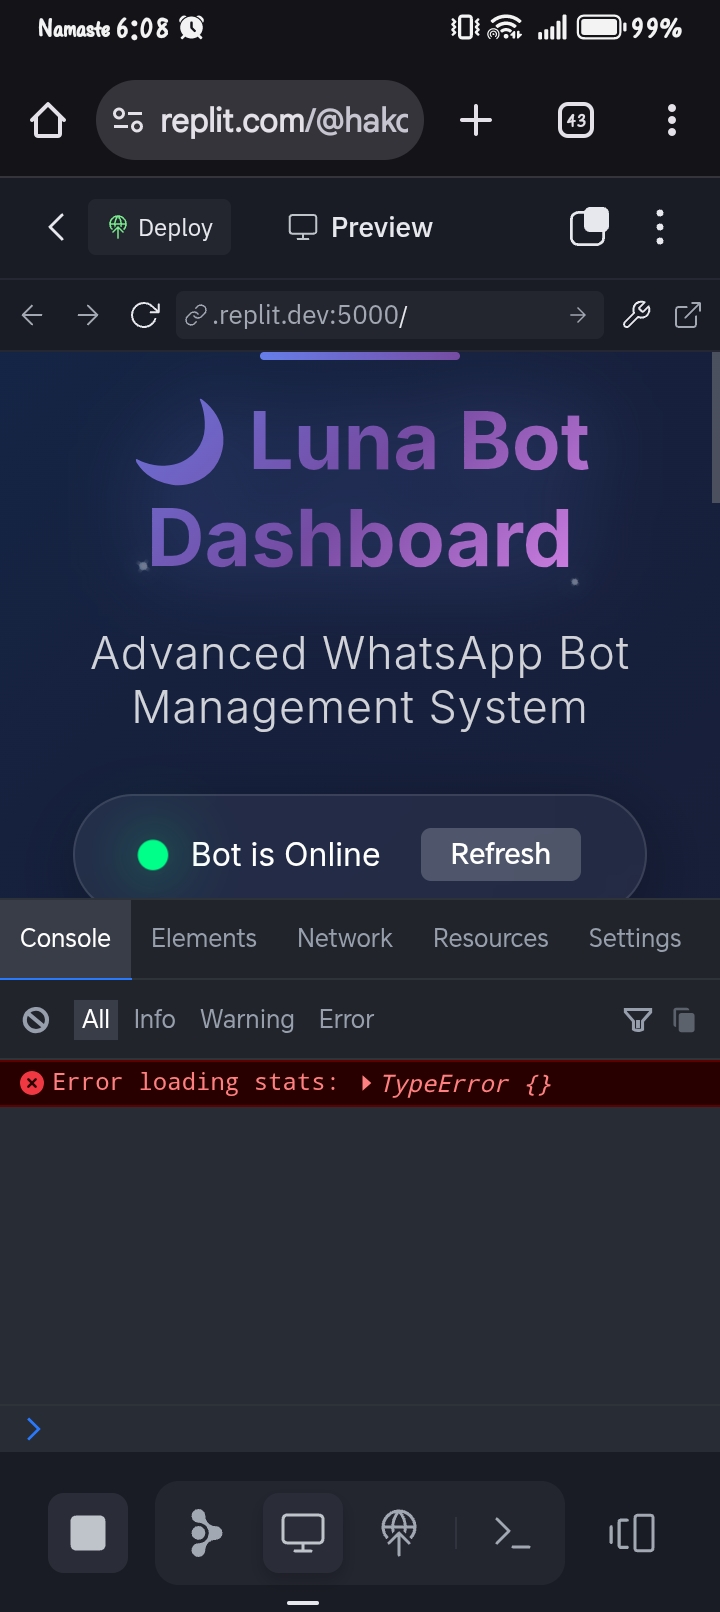 Namaste 6:08 99%
replit.com/@hako
43
Deploy Preview
.replit.dev:5000/
🌙 Luna Bot
Dashboard
Advanced WhatsApp Bot
Management System
Bot is Online Refresh
Console Elements Network Resources Settings
All Info Warning Error
Error loading stats: ▶ TypeError {}